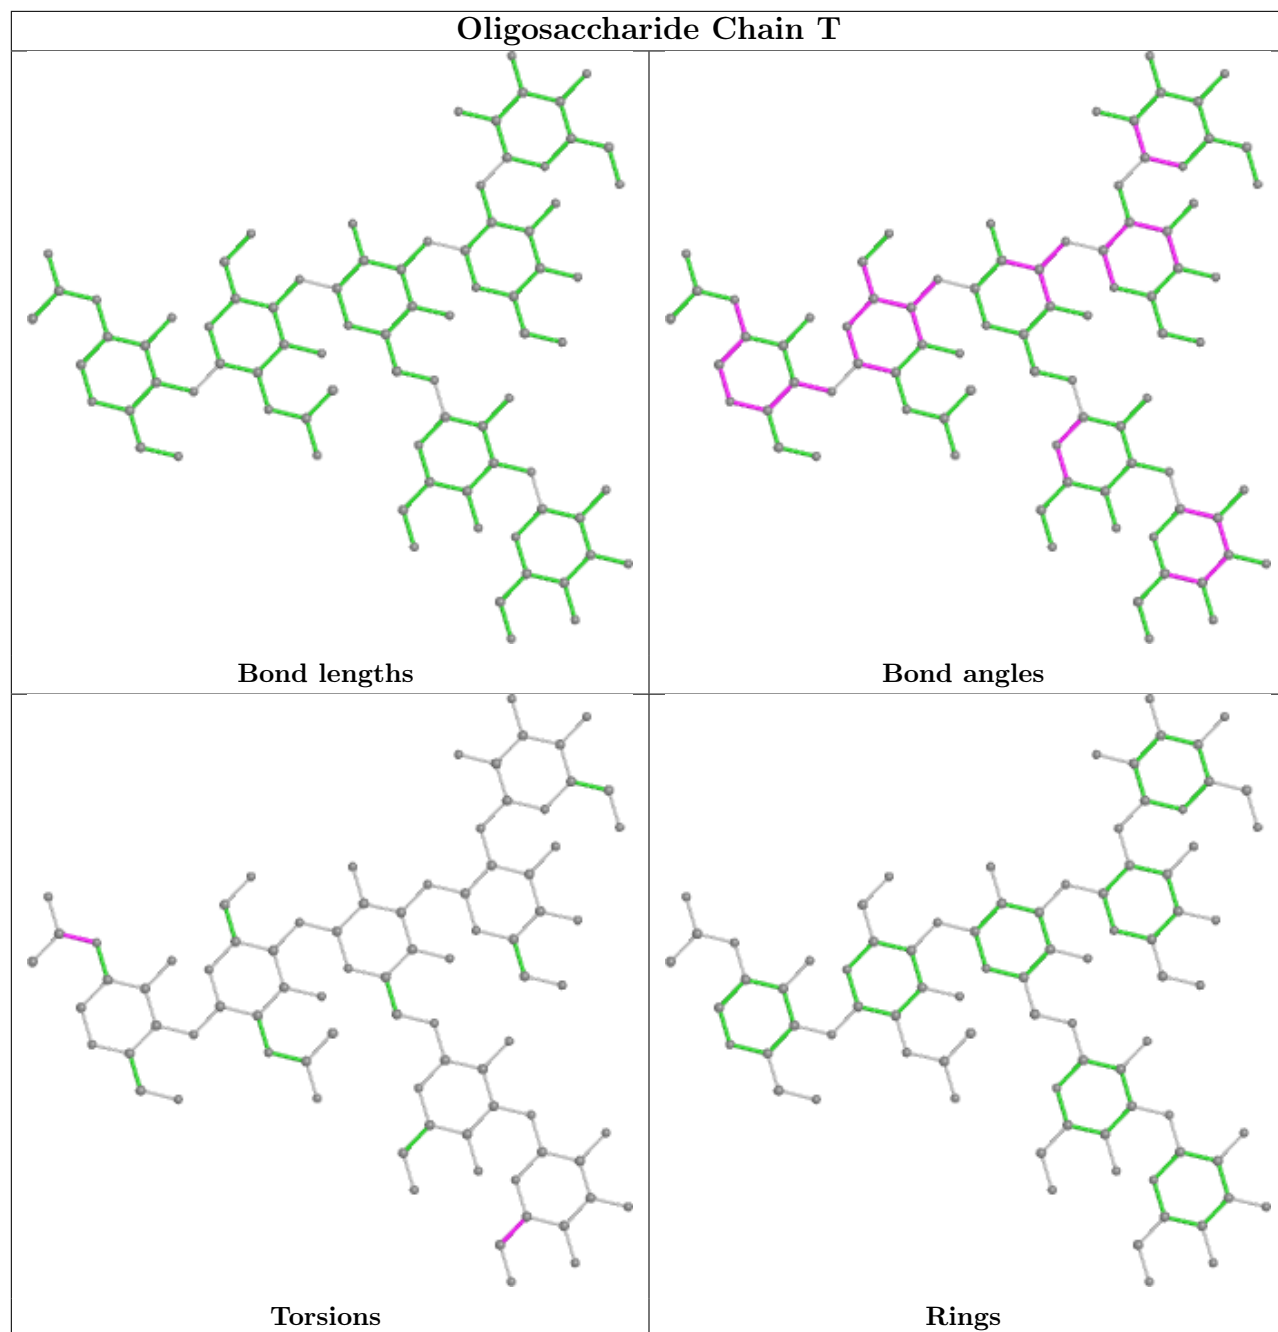 Oligosaccharide Chain T
Bond lengths
Bond angles
Torsions
Rings